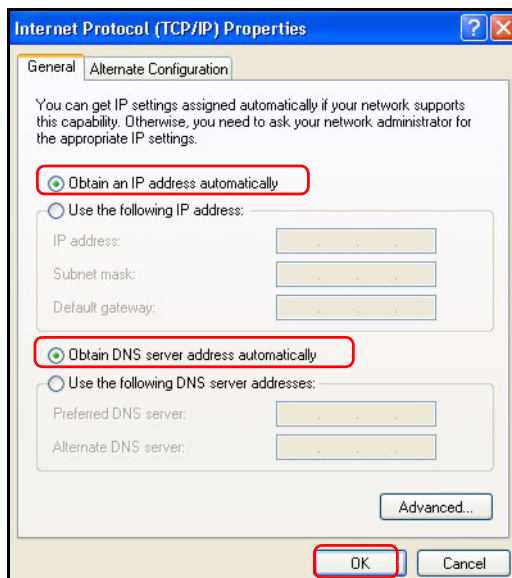 Internet Protocol (TCP/IP) Properties
General
Alternate Configuration
You can get IP settings assigned automatically if your network supports
this capability. Otherwise, you need to ask your network administrator for
the appropriate IP settings.
Obtain an IP address automatically
Use the following IP address:
IP address:
Subnet mask:
Default gateway:
Obtain DNS server address automatically
Use the following DNS server addresses:
Preferred DNS server:
Alternate DNS server:
Advanced...
OK
Cancel